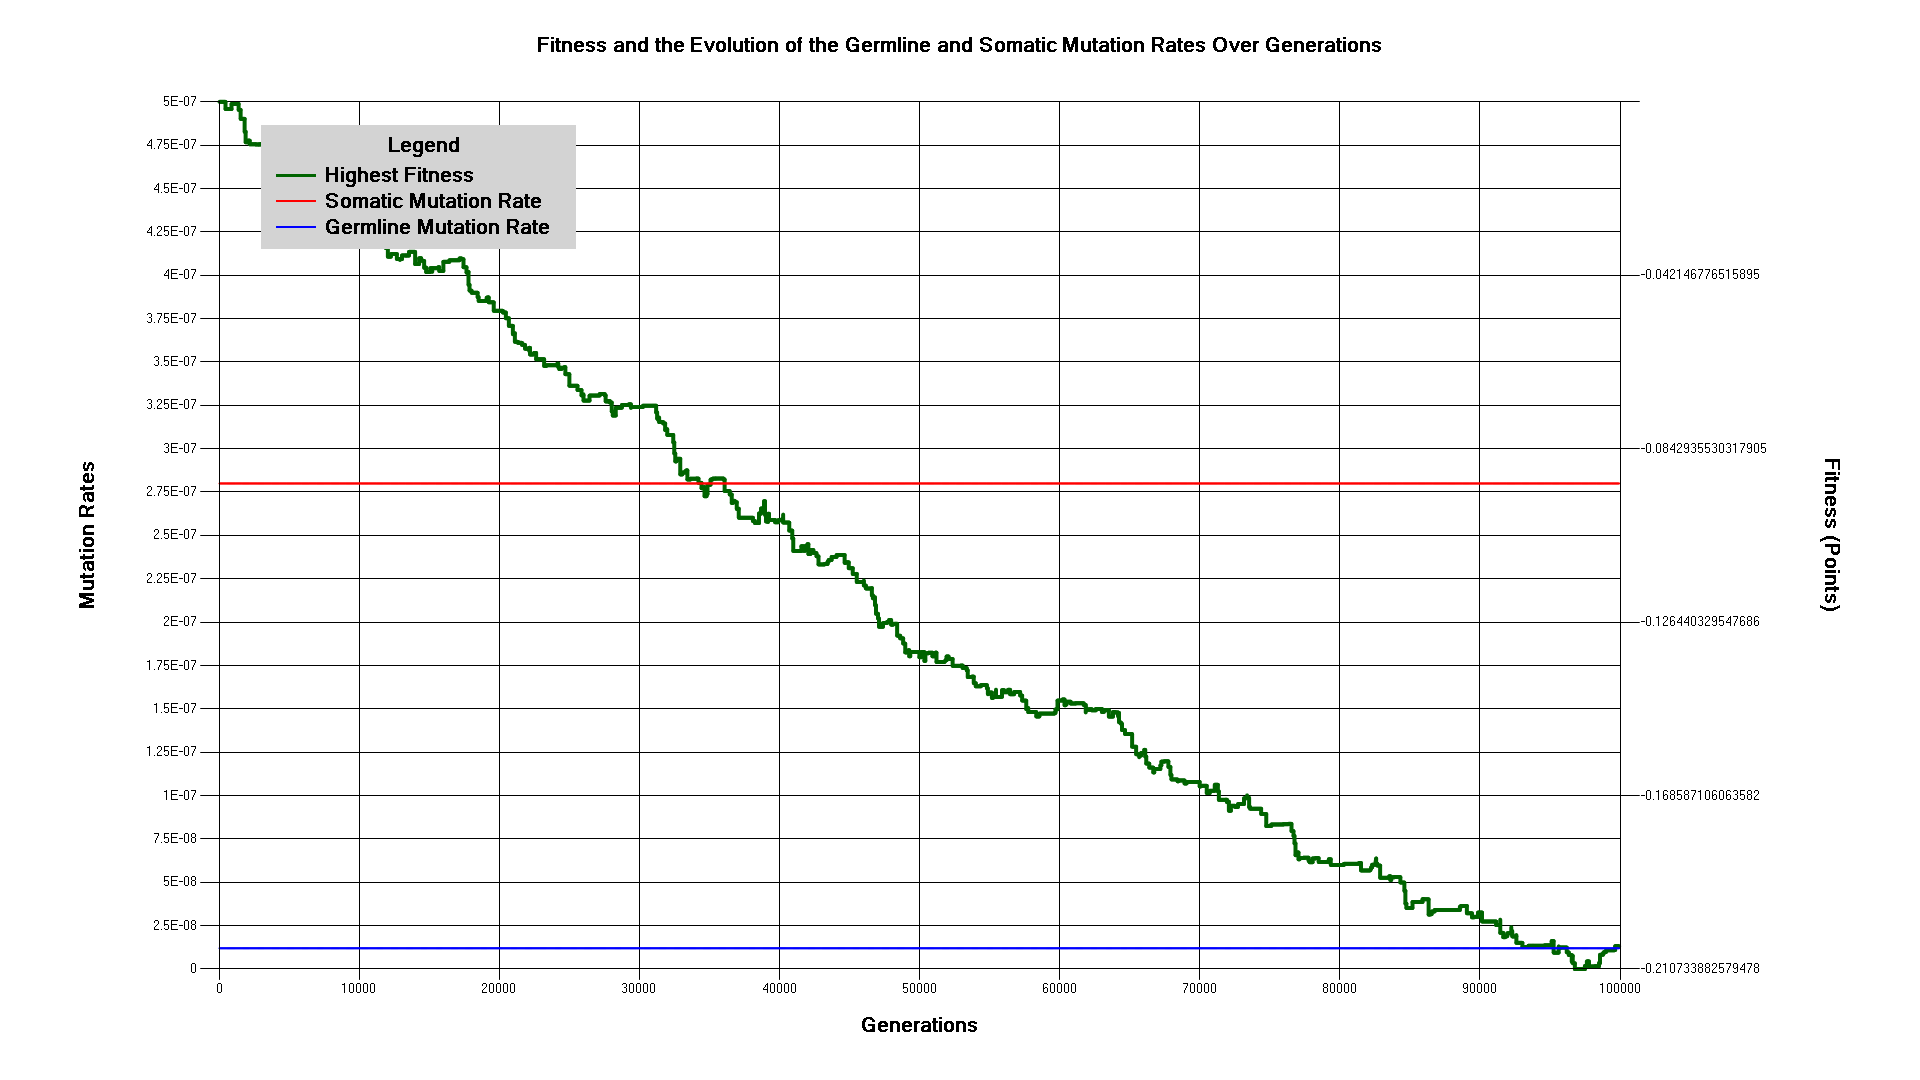 Fitness and the Evolution of the Germline and Somatic Mutation Rates Over Generations
Legend
Highest Fitness
Somatic Mutation Rate
Germline Mutation Rate
5E-07
4.75E-07
4.5E-07
4.25E-07
4E-07
3.75E-07
3.5E-07
3.25E-07
3E-07
2.75E-07
2.5E-07
2.25E-07
2E-07
1.75E-07
1.5E-07
1.25E-07
1E-07
7.5E-08
5E-08
2.5E-08
0
Mutation Rates
-0.042146776515895
-0.0842935530317905
-0.126440329547686
-0.168587106063582
-0.210733882579478
Fitness (Points)
0 10000 20000 30000 40000 50000 60000 70000 80000 90000 100000
Generations